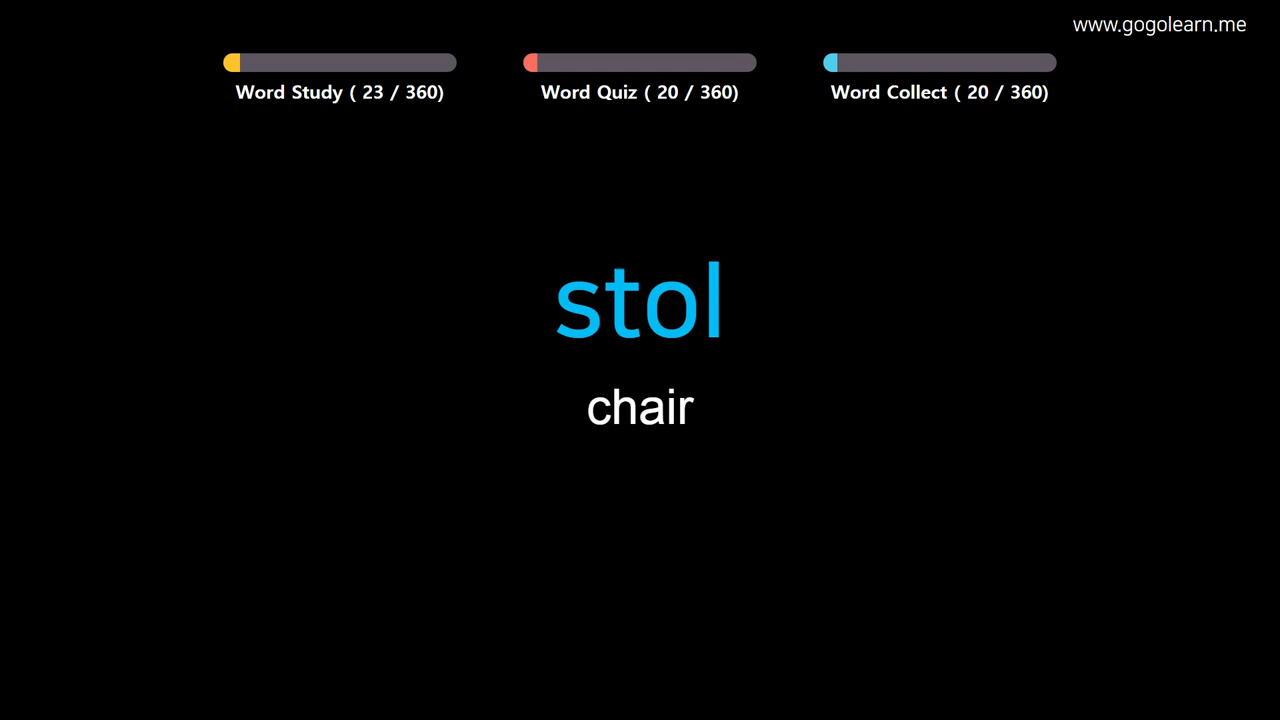 www.gogolearn.me
Word Study ( 23 / 360)
Word Quiz ( 20 / 360)
Word Collect ( 20 / 360)
stol
chair